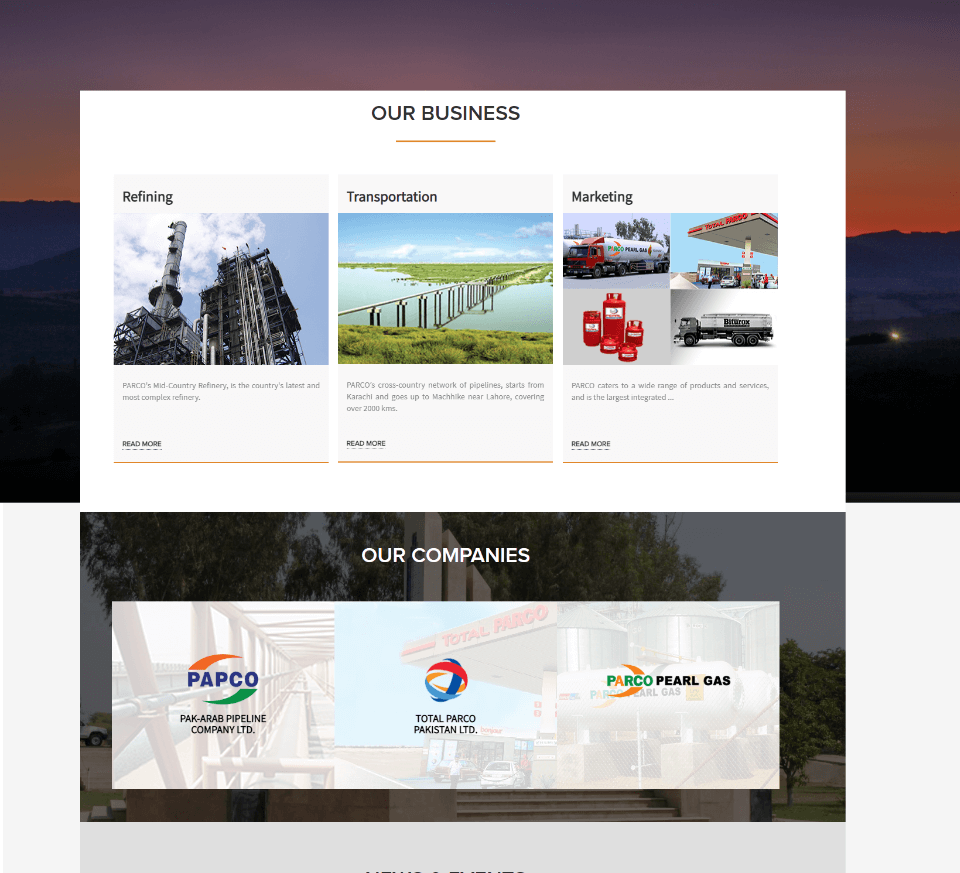 OUR BUSINESS
Refining
Transportation
Marketing
PARCO PEARL GAS
TOTAL PARCO
Biturox
PARCO's Mid-Country Refinery, is the country's latest and
most complex refinery.
READ MORE
PARCO's cross-country network of pipelines, starts from
Karachi and goes up to Machhike near Lahore, covering
over 2000 kms.
READ MORE
PARCO caters to a wide range of products and services,
and is the largest integrated ...
READ MORE
OUR COMPANIES
PAPCO
PAK-ARAB PIPELINE
COMPANY LTD.
TOTAL PARCO
TOTAL PARCO
PAKISTAN LTD.
PARCO PEARL GAS
PARCO PEARL GAS
NEWS & EVENTS